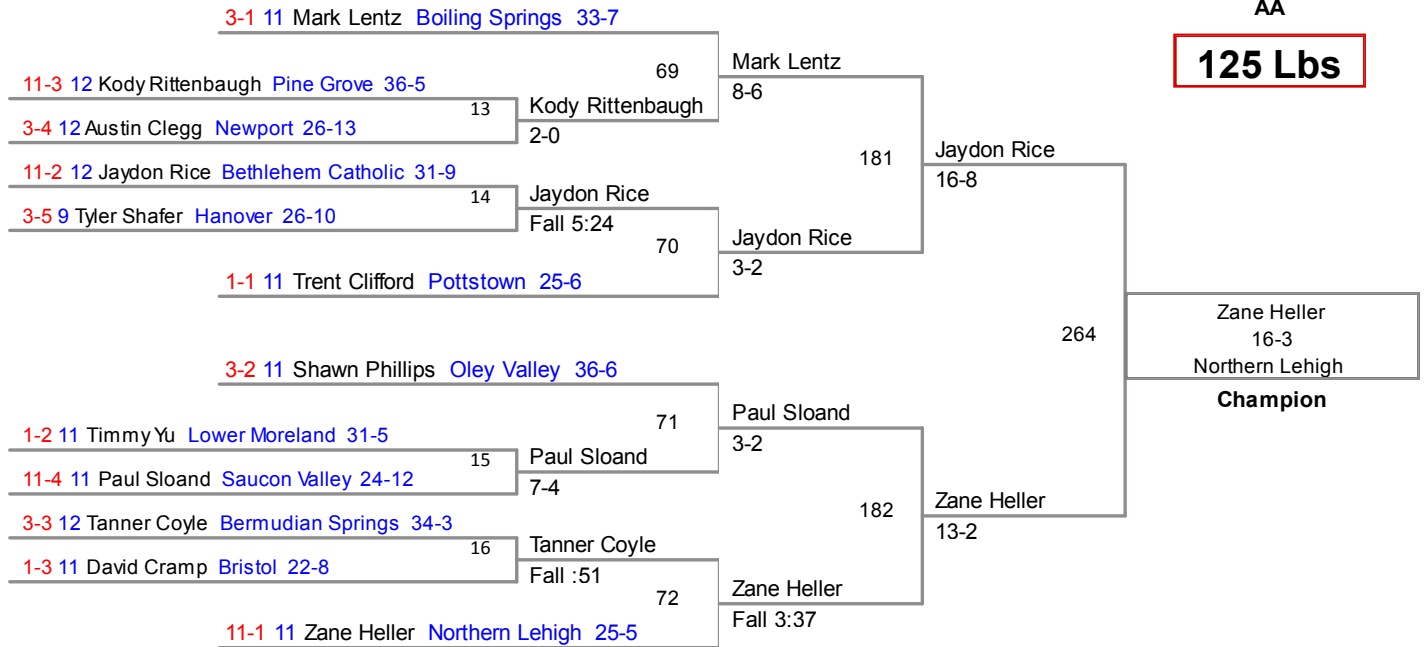 AA
125 Lbs
3-1 11 Mark Lentz Boiling Springs 33-7
69
Mark Lentz
8-6
11-3 12 Kody Rittenbaugh Pine Grove 36-5
13
Kody Rittenbaugh
2-0
3-4 12 Austin Clegg Newport 26-13
181
Jaydon Rice
16-8
11-2 12 Jaydon Rice Bethlehem Catholic 31-9
14
Jaydon Rice
Fall 5:24
3-5 9 Tyler Shafer Hanover 26-10
70
Jaydon Rice
3-2
1-1 11 Trent Clifford Pottstown 25-6
264
Zane Heller
16-3
Northern Lehigh
Champion
3-2 11 Shawn Phillips Oley Valley 36-6
71
Paul Sloand
3-2
1-2 11 Timmy Yu Lower Moreland 31-5
15
Paul Sloand
7-4
11-4 11 Paul Sloand Saucon Valley 24-12
182
Zane Heller
13-2
3-3 12 Tanner Coyle Bermudian Springs 34-3
16
Tanner Coyle
Fall :51
1-3 11 David Cramp Bristol 22-8
72
Zane Heller
Fall 3:37
11-1 11 Zane Heller Northern Lehigh 25-5